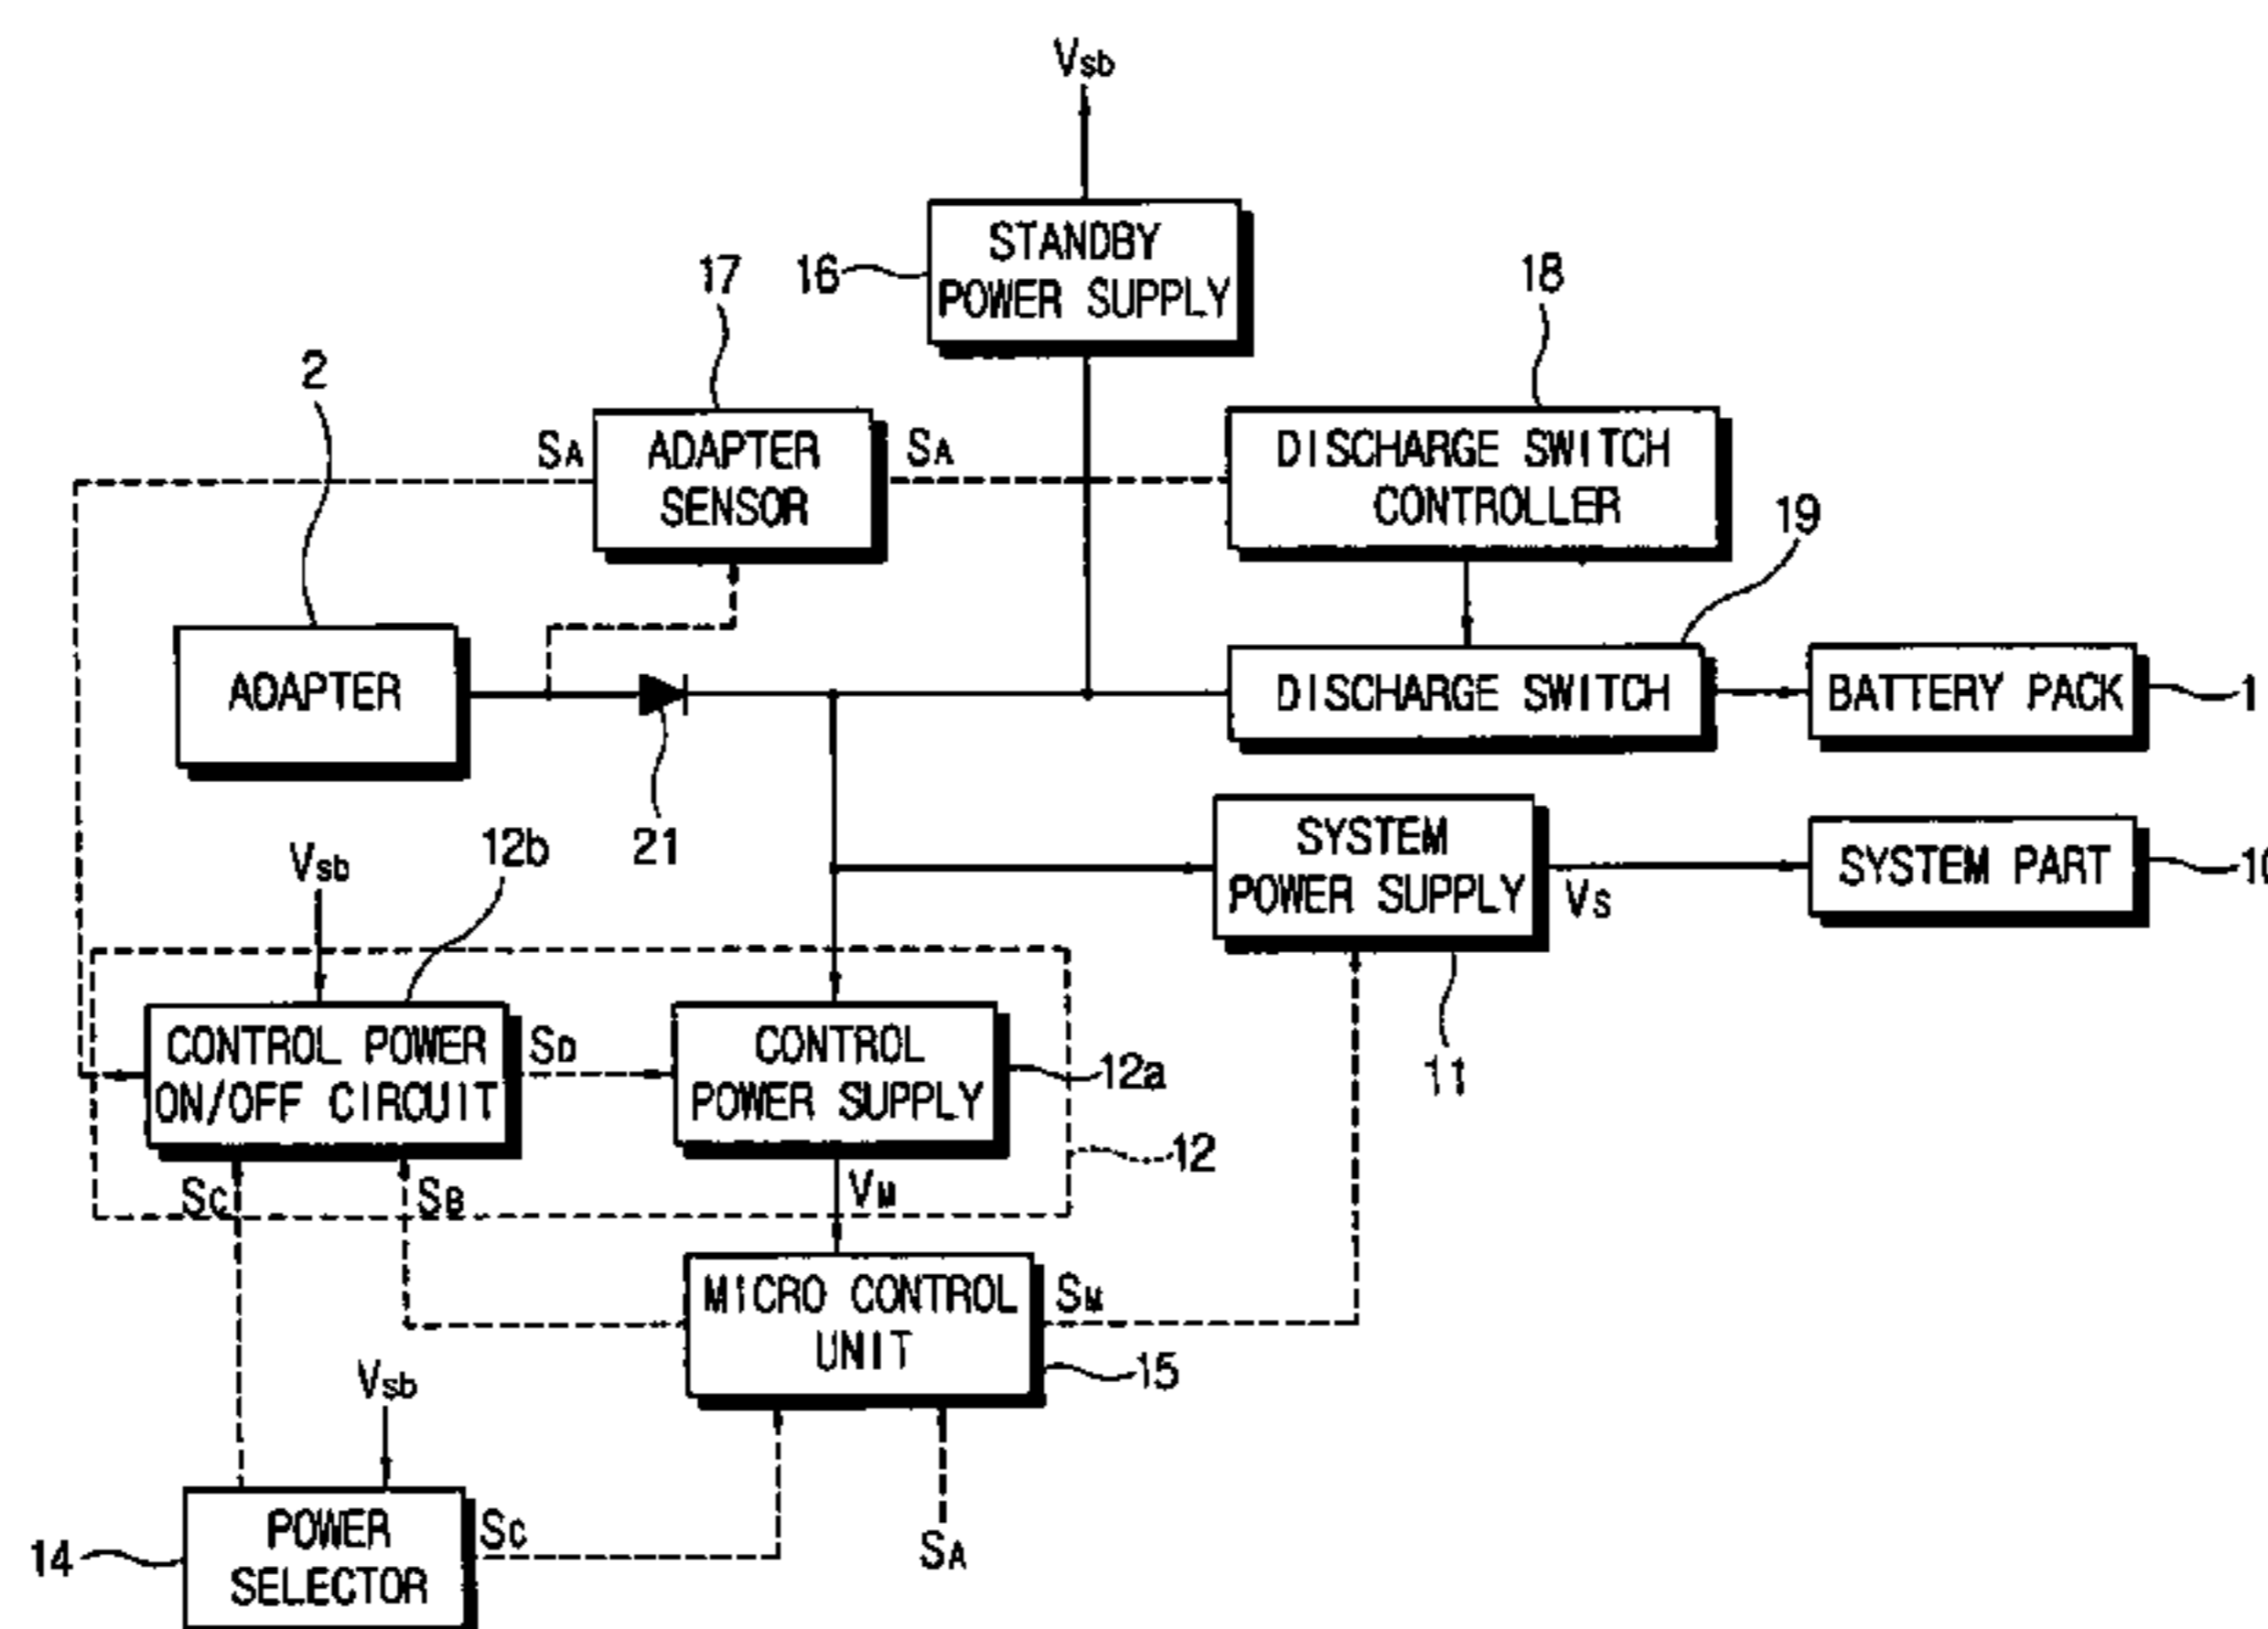 Vsb
STANDBY
POWER SUPPLY
16
17
18
2
SA
ADAPTER
SENSOR
SA
DISCHARGE SWITCH
CONTROLLER
19
ADAPTER
21
DISCHARGE SWITCH
BATTERY PACK
1
SYSTEM
POWER SUPPLY
VS
SYSTEM PART
10
11
Vsb
12b
CONTROL POWER
ON/OFF CIRCUIT
SD
CONTROL
POWER SUPPLY
12a
12
SC
SB
VM
MICRO CONTROL
UNIT
SM
15
Vsb
POWER
SELECTOR
14
SC
SA